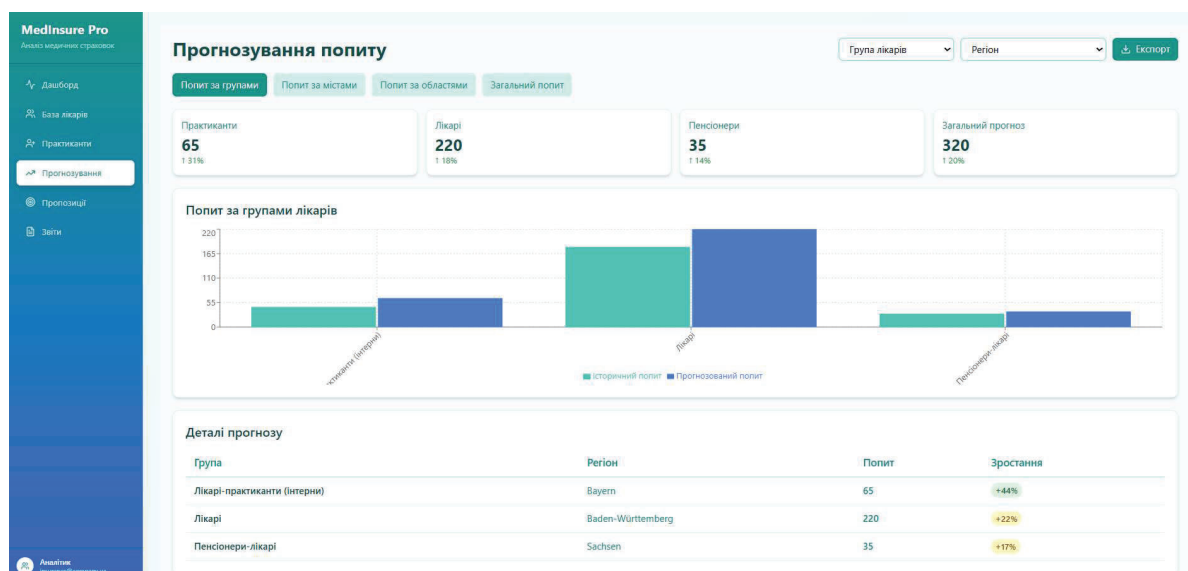 MedInsure Pro
Аналіз медичних страховок
Дашборд
База лікарів
Практиканти
Прогнозування
Пропозиції
Звіти
Аналітик
Прогнозування попиту
Група лікарів
Регіон
Експорт
Попит за групами
Попит за містами
Попит за областями
Загальний попит
Практиканти
65
↑ 31%
Лікарі
220
↑ 18%
Пенсіонери
35
↑ 14%
Загальний прогноз
320
↑ 20%
Попит за групами лікарів
220
165
110
55
0
ктиканти (інтерни)
Лікарі
Пенсіонери-лікарі
Історичний попит
Прогнозований попит
Деталі прогнозу
Група Регіон Попит Зростання
Лікарі-практиканти (інтерни) Bayern 65 +44%
Лікарі Baden-Württemberg 220 +22%
Пенсіонери-лікарі Sachsen 35 +17%